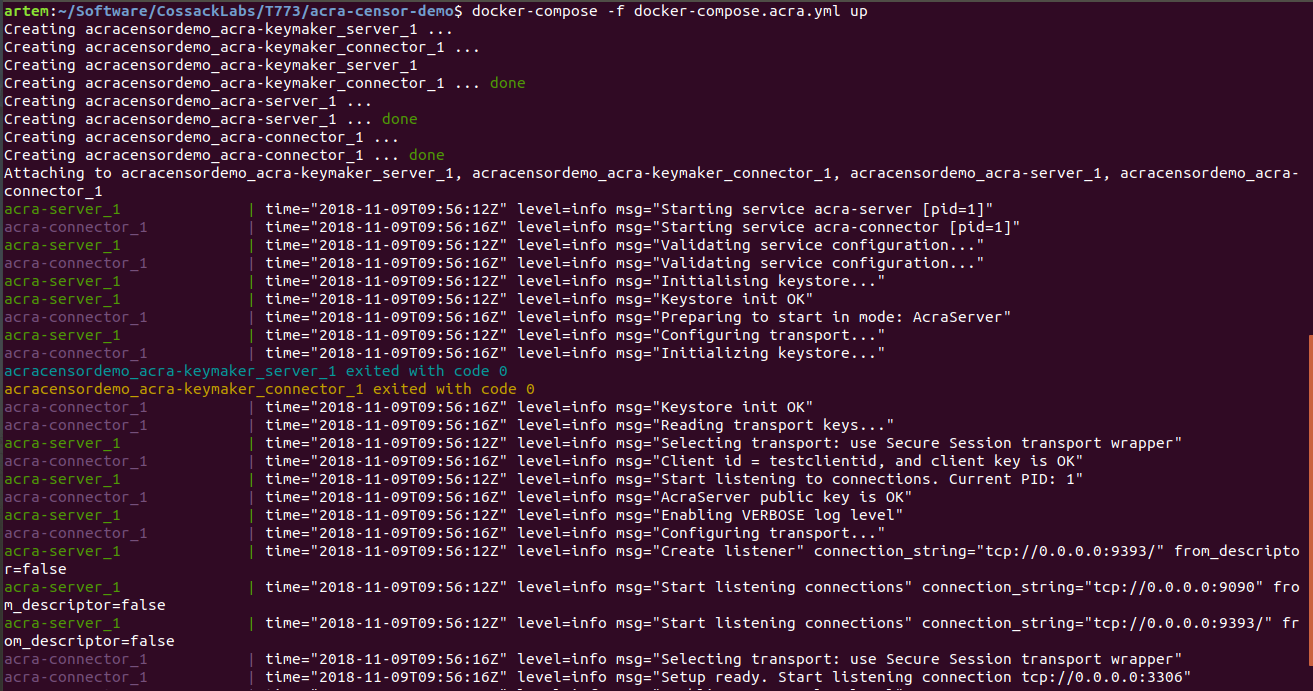 artem:~/Software/CossackLabs/T773/acra-censor-demo$ docker-compose -f docker-compose.acra.yml up
Creating acracensordemo_acra-keymaker_server_1 ...
Creating acracensordemo_acra-keymaker_connector_1 ...
Creating acracensordemo_acra-keymaker_server_1
Creating acracensordemo_acra-keymaker_connector_1 ... done
Creating acracensordemo_acra-server_1 ...
Creating acracensordemo_acra-server_1 ... done
Creating acracensordemo_acra-connector_1 ...
Creating acracensordemo_acra-connector_1 ... done
Attaching to acracensordemo_acra-keymaker_server_1, acracensordemo_acra-keymaker_connector_1, acracensordemo_acra-server_1, acracensordemo_acra-
connector_1
acra-server_1 | time="2018-11-09T09:56:12Z" level=info msg="Starting service acra-server [pid=1]"
acra-connector_1 | time="2018-11-09T09:56:16Z" level=info msg="Starting service acra-connector [pid=1]"
acra-server_1 | time="2018-11-09T09:56:12Z" level=info msg="Validating service configuration..."
acra-connector_1 | time="2018-11-09T09:56:16Z" level=info msg="Validating service configuration..."
acra-server_1 | time="2018-11-09T09:56:12Z" level=info msg="Initialising keystore..."
acra-server_1 | time="2018-11-09T09:56:12Z" level=info msg="Keystore init OK"
acra-connector_1 | time="2018-11-09T09:56:16Z" level=info msg="Preparing to start in mode: AcraServer"
acra-server_1 | time="2018-11-09T09:56:12Z" level=info msg="Configuring transport..."
acra-connector_1 | time="2018-11-09T09:56:16Z" level=info msg="Initializing keystore..."
acracensordemo_acra-keymaker_server_1 exited with code 0
acracensordemo_acra-keymaker_connector_1 exited with code 0
acra-connector_1 | time="2018-11-09T09:56:16Z" level=info msg="Keystore init OK"
acra-connector_1 | time="2018-11-09T09:56:16Z" level=info msg="Reading transport keys..."
acra-server_1 | time="2018-11-09T09:56:12Z" level=info msg="Selecting transport: use Secure Session transport wrapper"
acra-connector_1 | time="2018-11-09T09:56:16Z" level=info msg="Client id = testclientid, and client key is OK"
acra-server_1 | time="2018-11-09T09:56:12Z" level=info msg="Start listening to connections. Current PID: 1"
acra-connector_1 | time="2018-11-09T09:56:16Z" level=info msg="AcraServer public key is OK"
acra-server_1 | time="2018-11-09T09:56:12Z" level=info msg="Enabling VERBOSE log level"
acra-connector_1 | time="2018-11-09T09:56:16Z" level=info msg="Configuring transport..."
acra-server_1 | time="2018-11-09T09:56:12Z" level=info msg="Create listener" connection_string="tcp://0.0.0.0:9393/" from_descripto
r=false
acra-server_1 | time="2018-11-09T09:56:12Z" level=info msg="Start listening connections" connection_string="tcp://0.0.0.0:9090" fro
m_descriptor=false
acra-server_1 | time="2018-11-09T09:56:12Z" level=info msg="Start listening connections" connection_string="tcp://0.0.0.0:9393/" fr
om_descriptor=false
acra-connector_1 | time="2018-11-09T09:56:16Z" level=info msg="Selecting transport: use Secure Session transport wrapper"
acra-connector_1 | time="2018-11-09T09:56:16Z" level=info msg="Setup ready. Start listening connection tcp://0.0.0.0:3306"